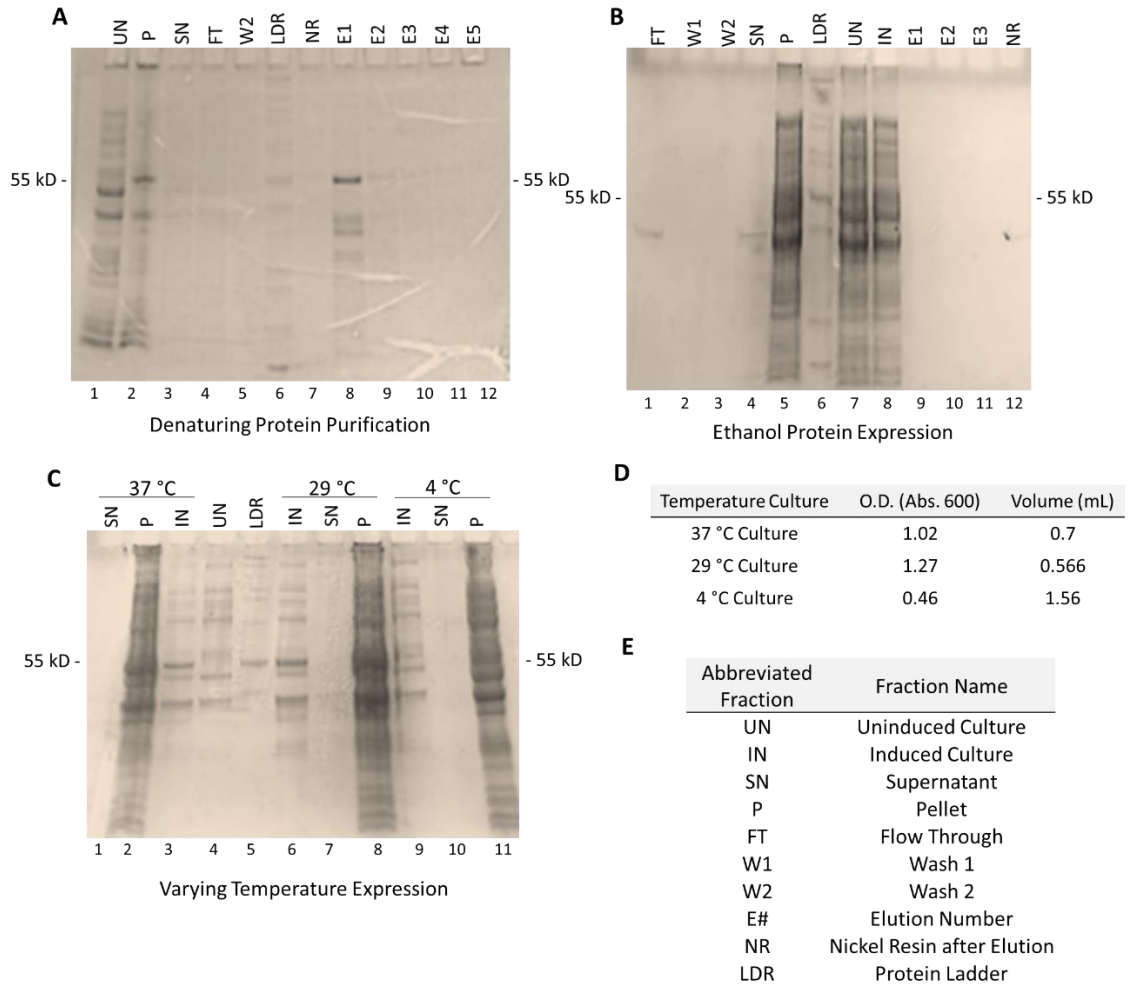 A
UN P SN FT W2 LDR NR E1 E2 E3 E4 E5
55 kD - - 55 kD
1 2 3 4 5 6 7 8 9 10 11 12
Denaturing Protein Purification
B
FT W1 W2 SN P LDR UN IN E1 E2 E3 NR
55 kD - - 55 kD
1 2 3 4 5 6 7 8 9 10 11 12
Ethanol Protein Expression
C
37 °C 29 °C 4 °C
SN P IN UN LDR IN SN P IN SN P
55 kD - - 55 kD
1 2 3 4 5 6 7 8 9 10 11
Varying Temperature Expression
D
Temperature Culture O.D. (Abs. 600) Volume (mL)
37 °C Culture 1.02 0.7
29 °C Culture 1.27 0.566
4 °C Culture 0.46 1.56
E
Abbreviated Fraction Name
Fraction
UN Uninduced Culture
IN Induced Culture
SN Supernatant
P Pellet
FT Flow Through
W1 Wash 1
W2 Wash 2
E# Elution Number
NR Nickel Resin after Elution
LDR Protein Ladder